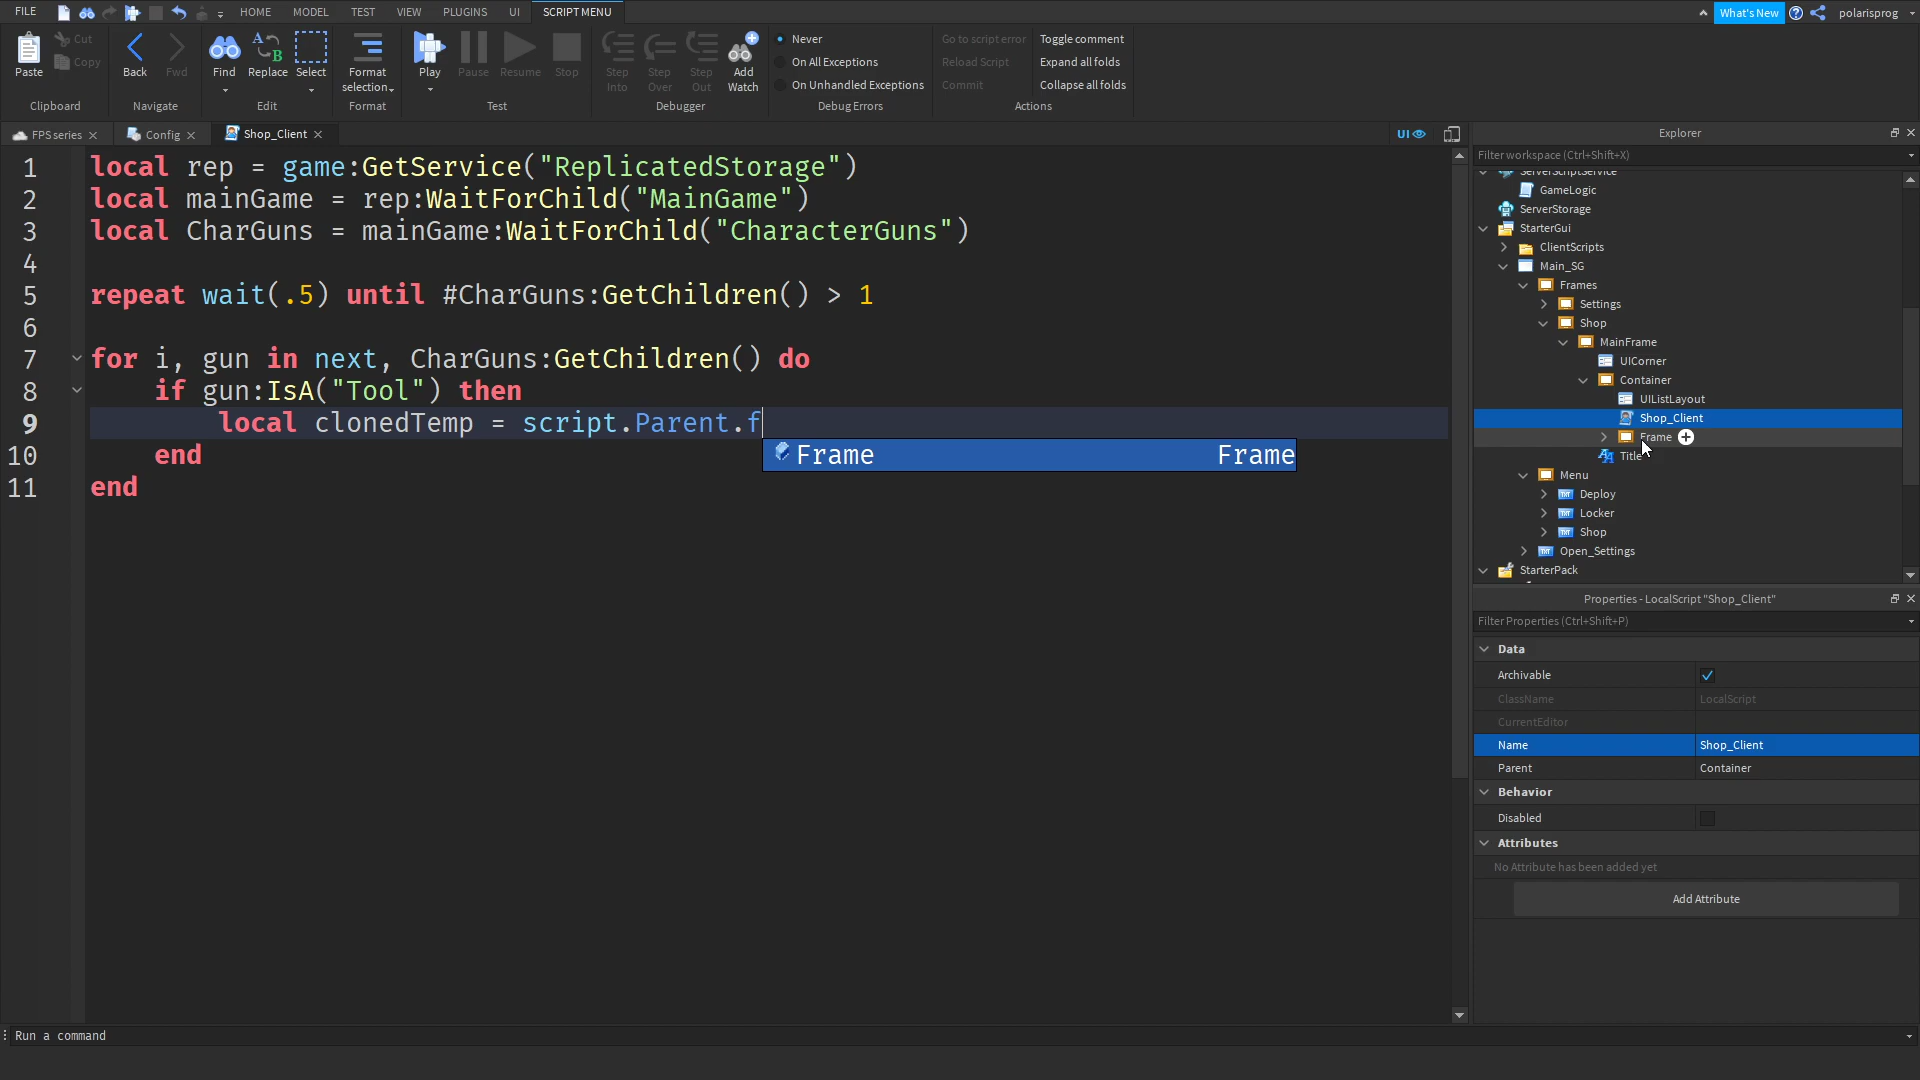 FILE HOME MODEL TEST VIEW PLUGINS UI SCRIPT MENU What's New polarisprog
Paste
Cut
Copy
Clipboard
Back Fwd
Navigate
Find Replace Select
Edit
Format
selection
Format
Play Pause Resume Stop
Test
Step
Into
Step
Over
Step
Out
Add
Watch
Debugger
Never
On All Exceptions
On Unhandled Exceptions
Debug Errors
Go to script error
Reload Script
Commit
Toggle comment
Expand all folds
Collapse all folds
Actions
FPS series Config Shop_Client UI
1 local rep = game:GetService("ReplicatedStorage")
2 local mainGame = rep:WaitForChild("MainGame")
3 local CharGuns = mainGame:WaitForChild("CharacterGuns")
4
5 repeat wait(.5) until #CharGuns:GetChildren() > 1
6
7 for i, gun in next, CharGuns:GetChildren() do
8 if gun:IsA("Tool") then
9 local clonedTemp = script.Parent.f
10 end
11 end
Frame Frame
Explorer
Filter workspace (Ctrl+Shift+X)
ServerScriptService
GameLogic
ServerStorage
StarterGui
ClientScripts
Main_SG
Frames
Settings
Shop
MainFrame
UICorner
Container
UIListLayout
Shop_Client
Frame
Title
Menu
Deploy
Locker
Shop
Open_Settings
StarterPack
Properties - LocalScript "Shop_Client"
Filter Properties (Ctrl+Shift+P)
Data
Archivable
ClassName LocalScript
CurrentEditor
Name Shop_Client
Parent Container
Behavior
Disabled
Attributes
No Attribute has been added yet
Add Attribute
Run a command